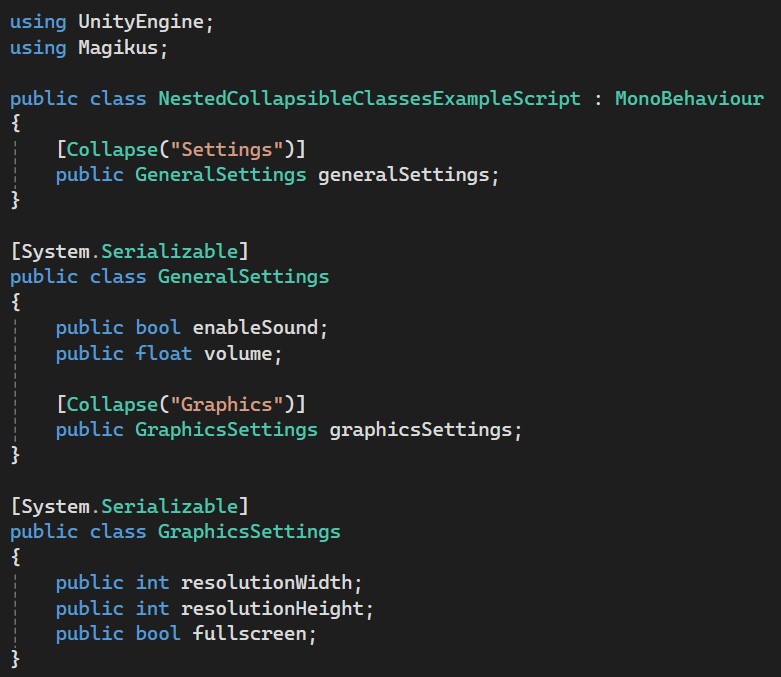 using UnityEngine;
using Magikus;

public class NestedCollapsibleClassesExampleScript : MonoBehaviour
{
    [Collapse("Settings")]
    public GeneralSettings generalSettings;
}

[System.Serializable]
public class GeneralSettings
{
    public bool enableSound;
    public float volume;

    [Collapse("Graphics")]
    public GraphicsSettings graphicsSettings;
}

[System.Serializable]
public class GraphicsSettings
{
    public int resolutionWidth;
    public int resolutionHeight;
    public bool fullscreen;
}